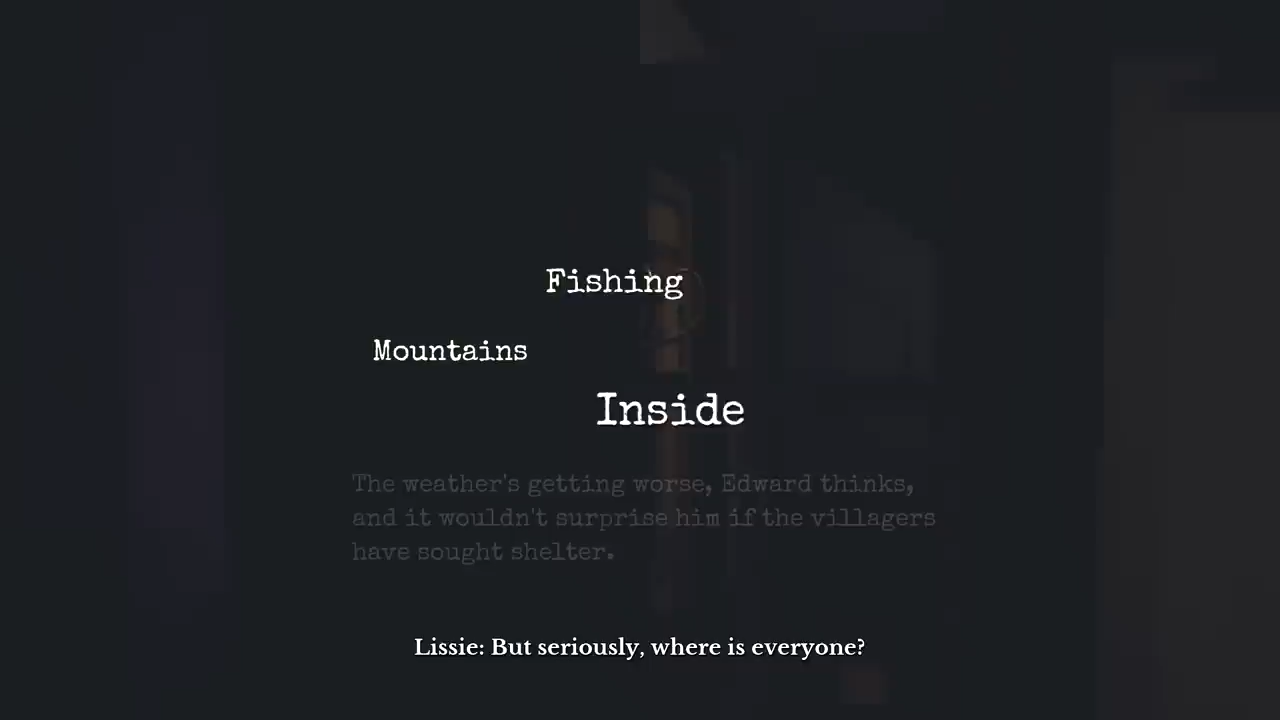 Fishing
Mountains
Inside
The weather's getting worse, Edward thinks,
and it wouldn't surprise him if the villagers
have sought shelter.
Lissie: But seriously, where is everyone?